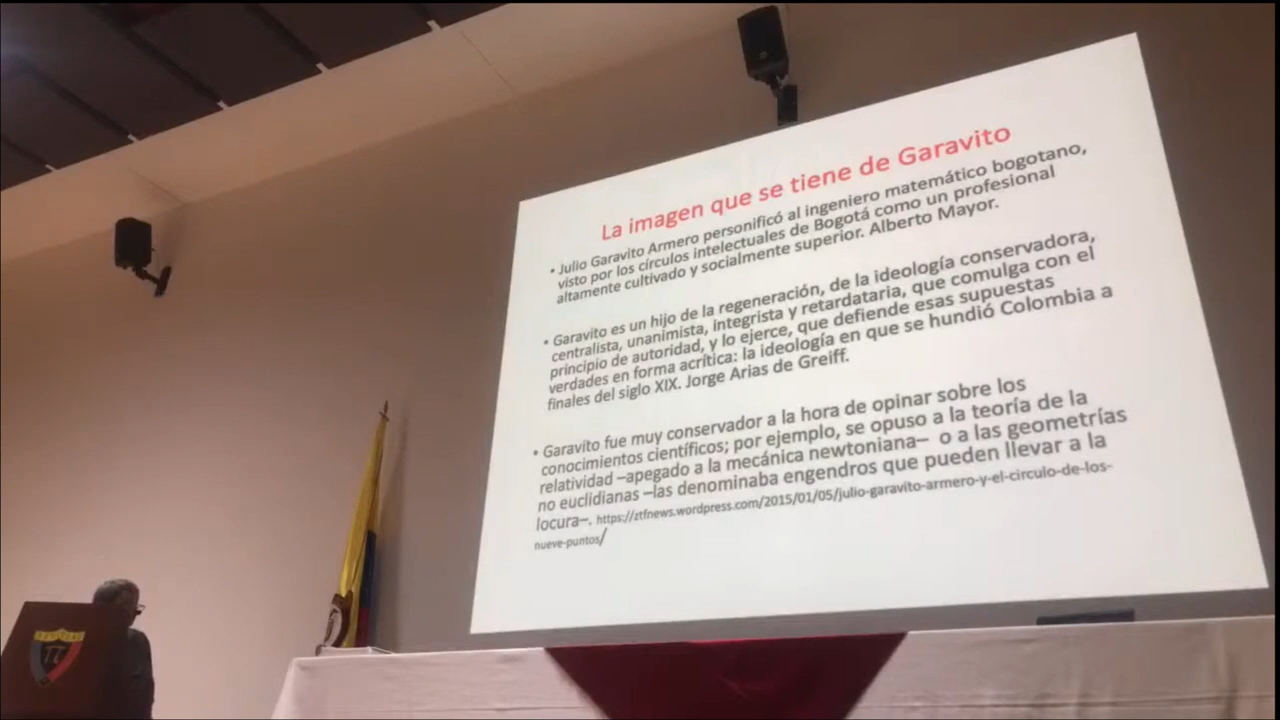 La imagen que se tiene de Garavito
• Julio Garavito Armero personificó al ingeniero matemático bogotano,
visto por los círculos intelectuales de Bogotá como un profesional
altamente cultivado y socialmente superior. Alberto Mayor.
• Garavito es un hijo de la regeneración, de la ideología conservadora,
centralista, unanimista, integrista y retardataria, que comulga con el
principio de autoridad, y lo ejerce, que defiende esas supuestas
verdades en forma acrítica: la ideología en que se hundió Colombia a
finales del siglo XIX. Jorge Arias de Greiff.
• Garavito fue muy conservador a la hora de opinar sobre los
conocimientos científicos; por ejemplo, se opuso a la teoría de la
relatividad –apegado a la mecánica newtoniana– o a las geometrías
no euclidianas –las denominaba engendros que pueden llevar a la
locura–. https://ztfnews.wordpress.com/2015/01/05/julio-garavito-armero-y-el-circulo-de-los-
nueve-puntos/
π